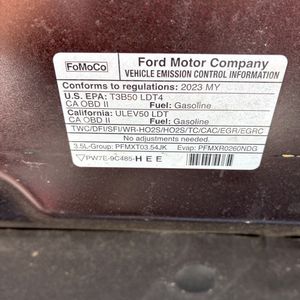 FoMoCo
Ford Motor Company
VEHICLE EMISSION CONTROL INFORMATION
Conforms to regulations: 2023 MY
U.S. EPA: T3B50 LDT4
CA OBD II Fuel: Gasoline
California: ULEV50 LDT
CA OBD II Fuel: Gasoline
TWC/DFI/SFI/WR-HO2S/HO2S/TC/CAC/EGR/EGRC
No adjustments needed.
3.5L-Group: PFMXT03.54JK Evap: PFMXR0260NDG
PW7E-9C485-HEE